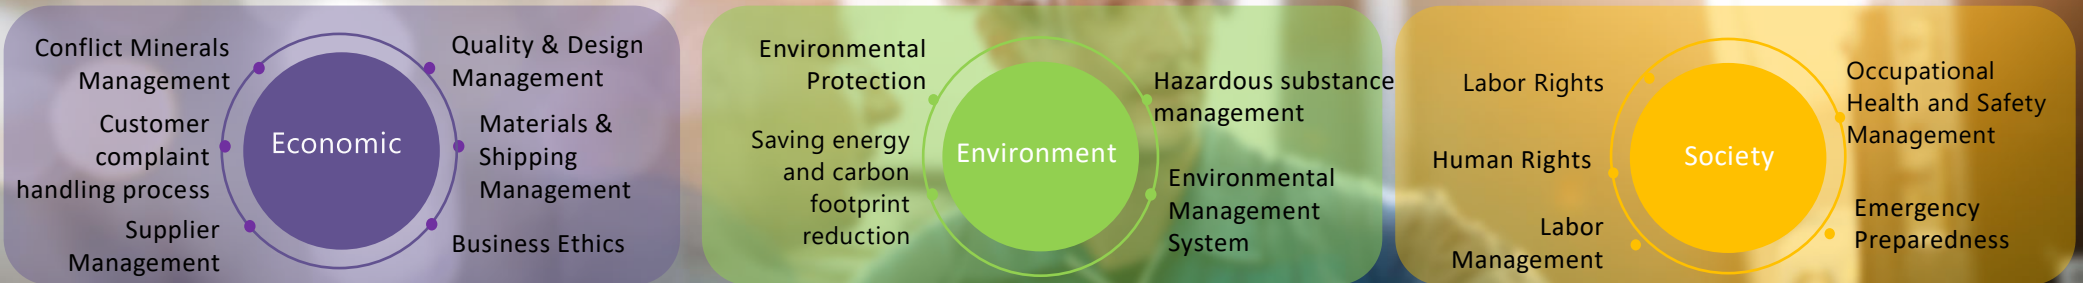 Conflict Minerals
Management
Customer
complaint
handling process
Supplier
Management
Economic
Quality & Design
Management
Materials &
Shipping
Management
Business Ethics
Environmental
Protection
Saving energy
and carbon
footprint
reduction
Environment
Hazardous substance
management
Environmental
Management
System
Labor Rights
Human Rights
Labor
Management
Society
Occupational
Health and Safety
Management
Emergency
Preparedness